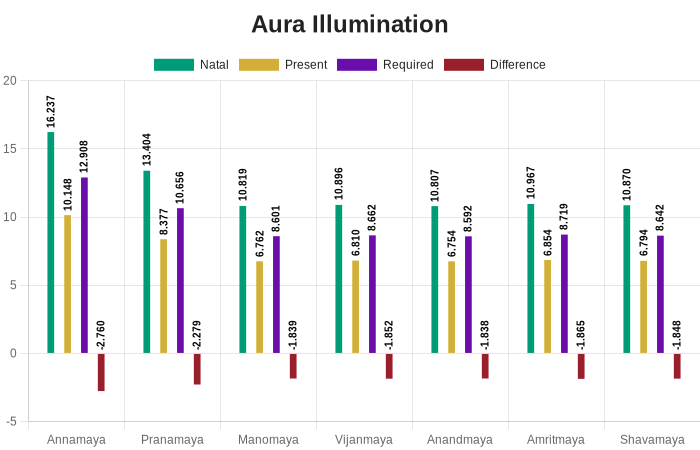 Aura Illumination
Natal Present Required Difference
20
15
10
5
0
-5
16.237 10.148 12.908 -2.760
13.404 8.377 10.656 -2.279
10.819 6.762 8.601 -1.839
10.896 6.810 8.662 -1.852
10.807 6.754 8.592 -1.838
10.967 6.854 8.719 -1.865
10.870 6.794 8.642 -1.848
Annamaya Pranamaya Manomaya Vijanmaya Anandmaya Amritmaya Shavamaya